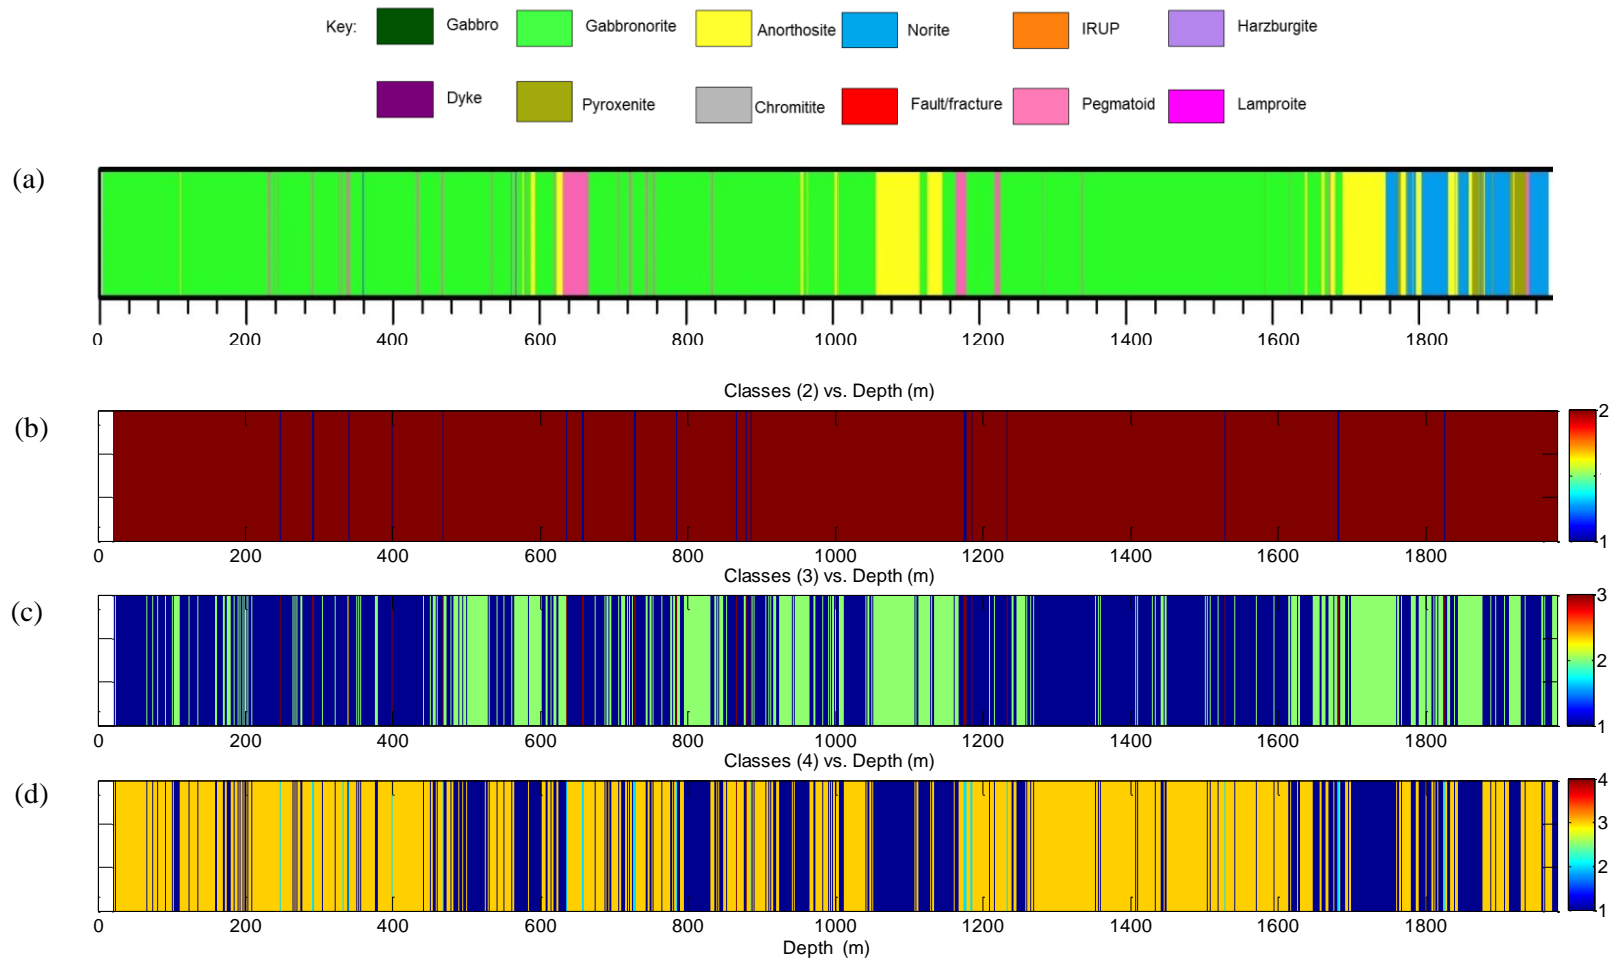 Key: Gabbro Gabbronorite Anorthosite Norite IRUP Harzburgite
Dyke Pyroxenite Chromitite Fault/fracture Pegmatoid Lamproite
(a)
0 200 400 600 800 1000 1200 1400 1600 1800
Classes (2) vs. Depth (m)
(b)
2
1
0 200 400 600 800 1000 1200 1400 1600 1800
Classes (3) vs. Depth (m)
(c)
3
2
1
0 200 400 600 800 1000 1200 1400 1600 1800
Classes (4) vs. Depth (m)
(d)
4
3
2
1
0 200 400 600 800 1000 1200 1400 1600 1800
Depth (m)